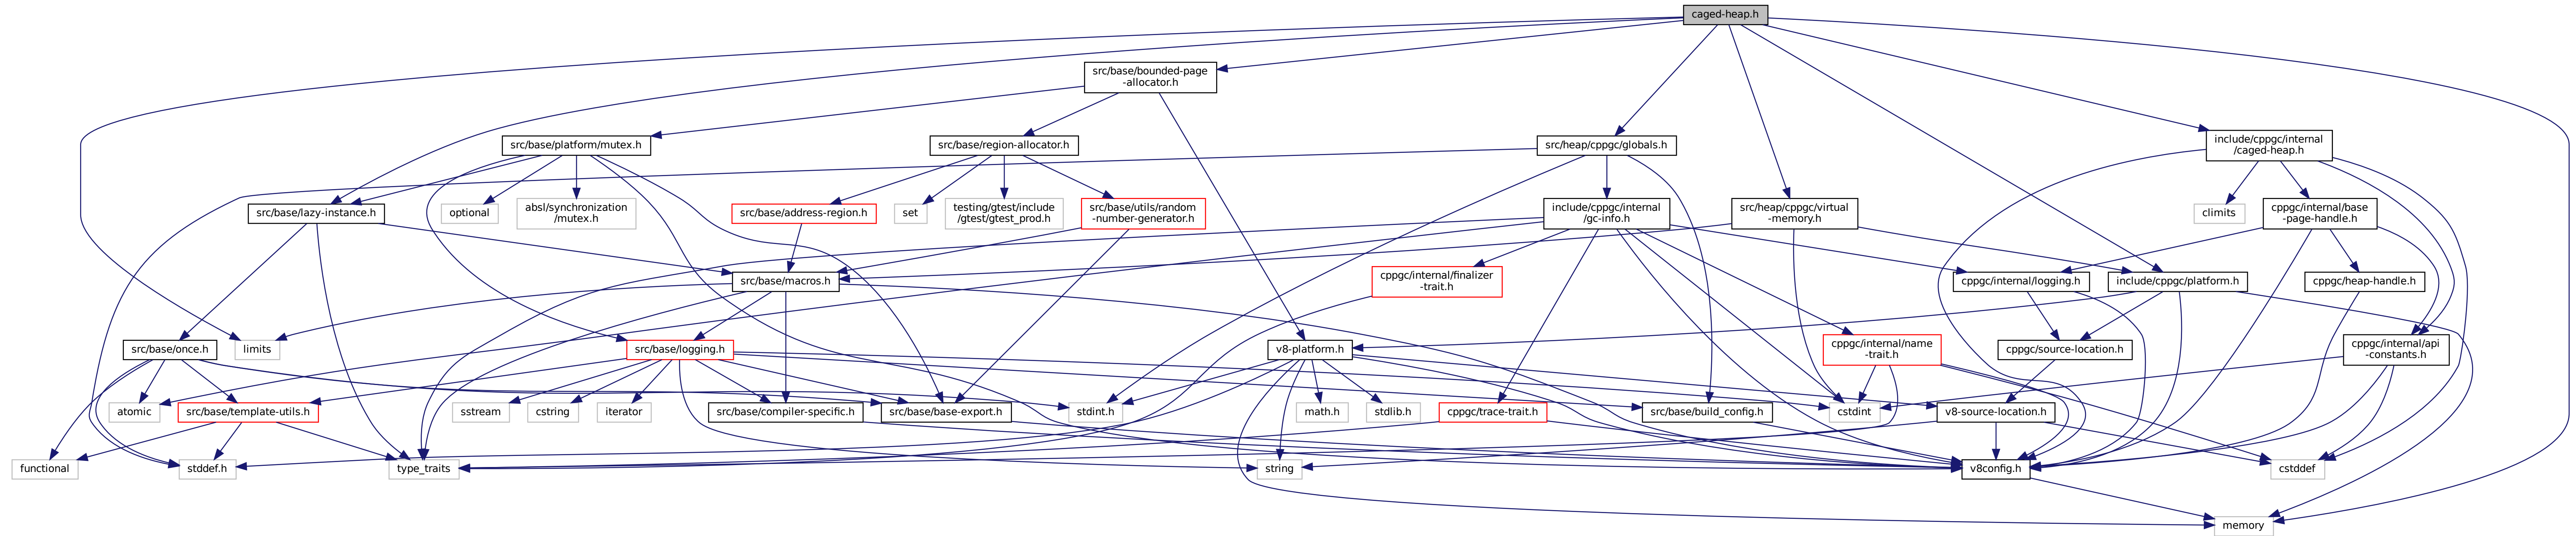 caged-heap.h
src/base/bounded-page
-allocator.h
src/base/platform/mutex.h
src/base/region-allocator.h
src/heap/cppgc/globals.h
include/cppgc/internal
/caged-heap.h
src/base/lazy-instance.h
optional
absl/synchronization
/mutex.h
src/base/address-region.h
set
testing/gtest/include
/gtest/gtest_prod.h
src/base/utils/random
-number-generator.h
include/cppgc/internal
/gc-info.h
src/heap/cppgc/virtual
-memory.h
climits
cppgc/internal/base
-page-handle.h
src/base/macros.h
cppgc/internal/finalizer
-trait.h
cppgc/internal/logging.h
include/cppgc/platform.h
cppgc/heap-handle.h
src/base/once.h
limits
src/base/logging.h
v8-platform.h
cppgc/internal/name
-trait.h
cppgc/source-location.h
cppgc/internal/api
-constants.h
atomic
src/base/template-utils.h
sstream
cstring
iterator
src/base/compiler-specific.h
src/base/base-export.h
stdint.h
math.h
stdlib.h
cppgc/trace-trait.h
src/base/build_config.h
cstdint
v8-source-location.h
functional
stddef.h
type_traits
string
v8config.h
cstddef
memory